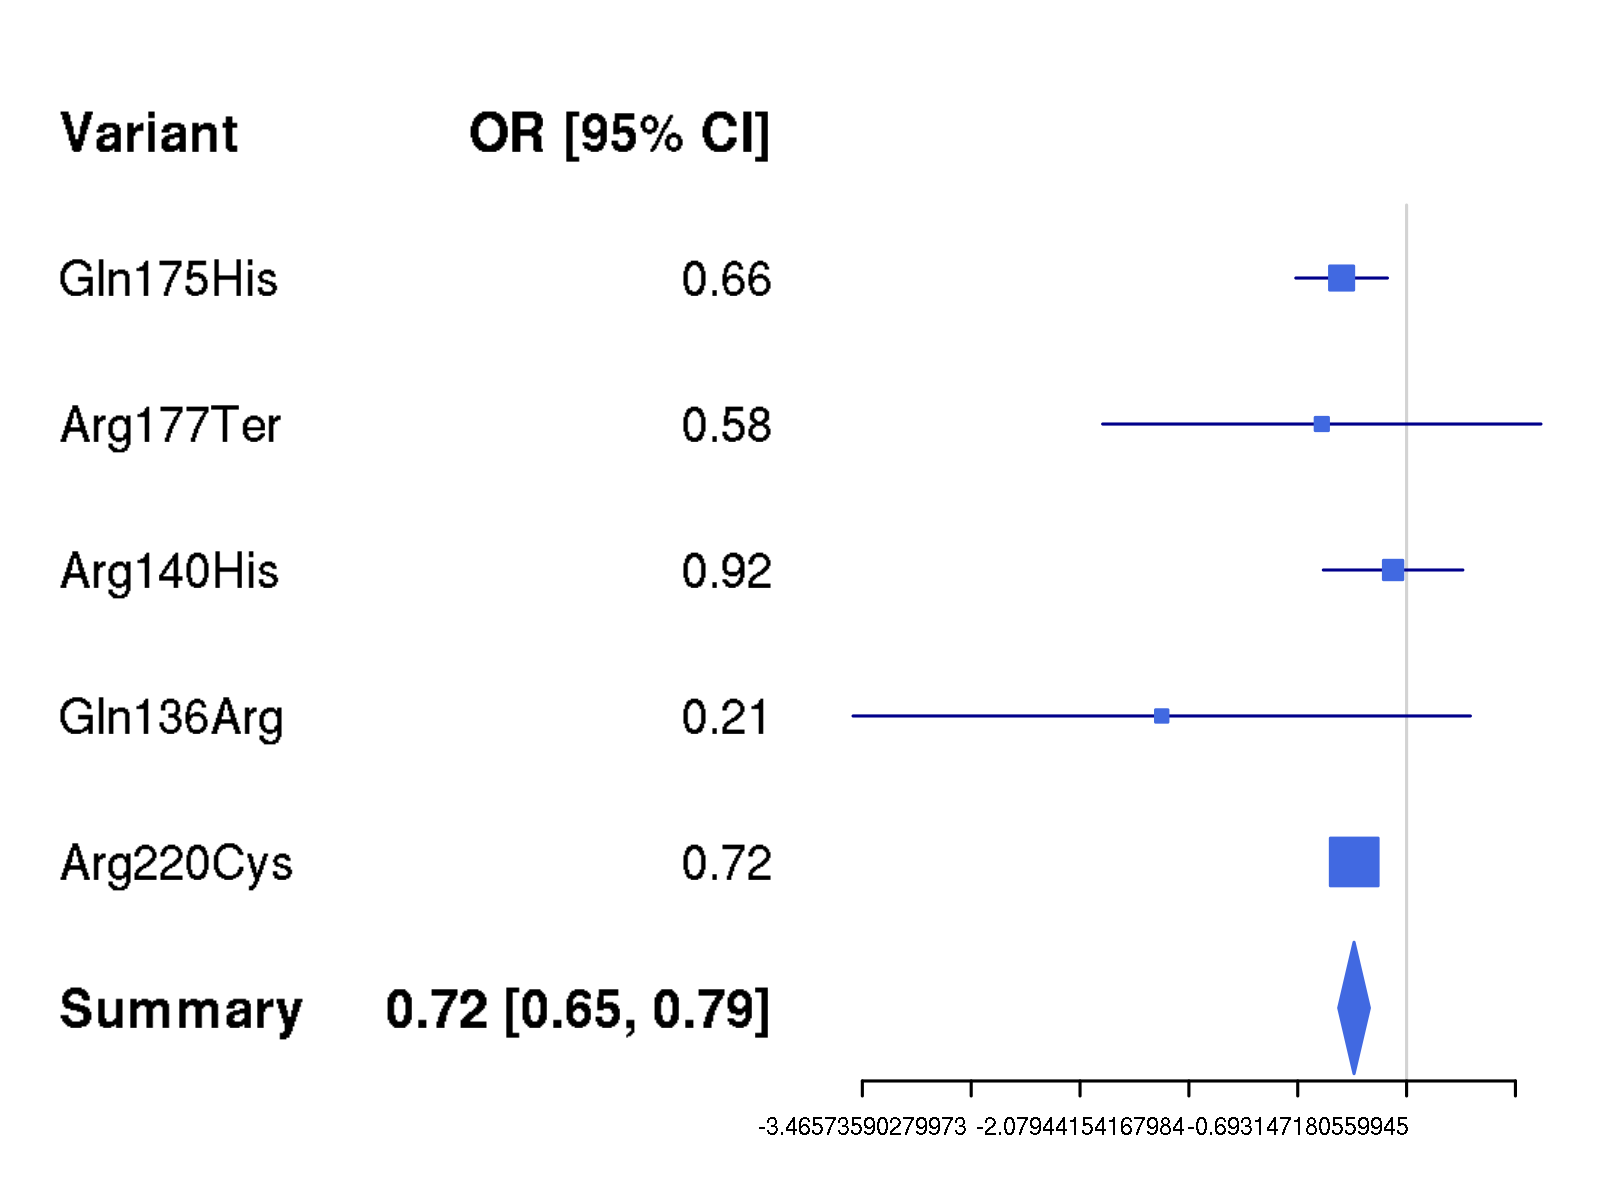 Variant OR [95% CI]
Gln175His 0.66
Arg177Ter 0.58
Arg140His 0.92
Gln136Arg 0.21
Arg220Cys 0.72
Summary 0.72 [0.65, 0.79]
-3.46573590279973 -2.07944154167984 -0.693147180559945